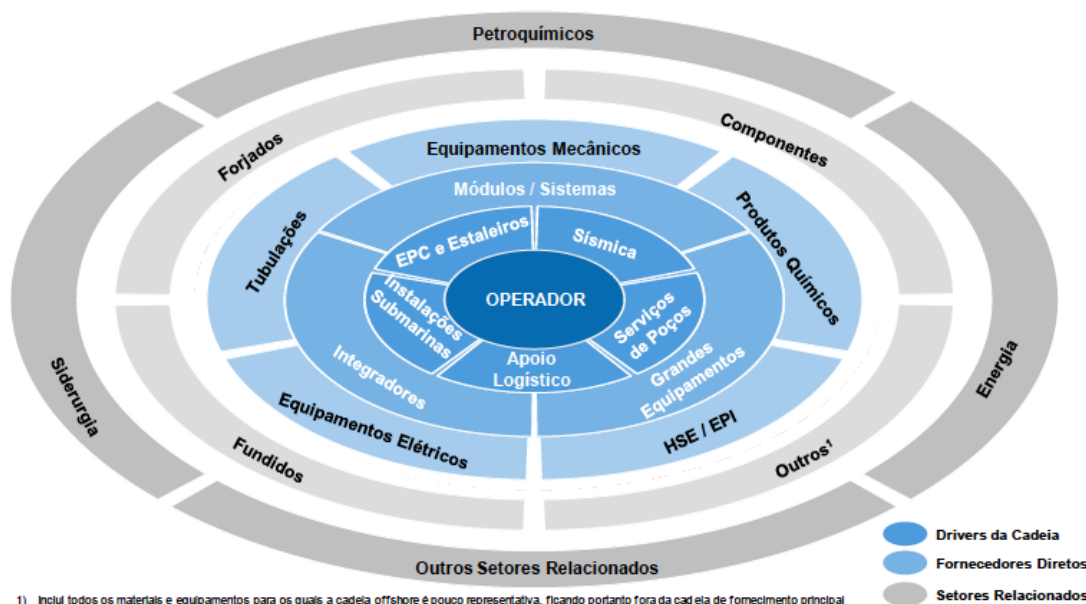 Petroquímicos
Forjados
Componentes
Equipamentos Mecânicos
Módulos / Sistemas
Tubulações
EPC e Estaleiros
Sísmica
Produtos Químicos
OPERADOR
Instalações
Submarinas
Serviços
de Poços
Siderurgia
Energia
Apoio
Logístico
Integradores
Grandes
Equipamentos
Equipamentos Elétricos
HSE / EPI
Fundidos
Outros¹
Outros Setores Relacionados
Drivers da Cadeia
Fornecedores Diretos
Setores Relacionados
1) Inclui todos os materiais e equipamentos para os quais a cadeia offshore é pouco representativa, ficando portanto fora da cadeia de fornecimento principal